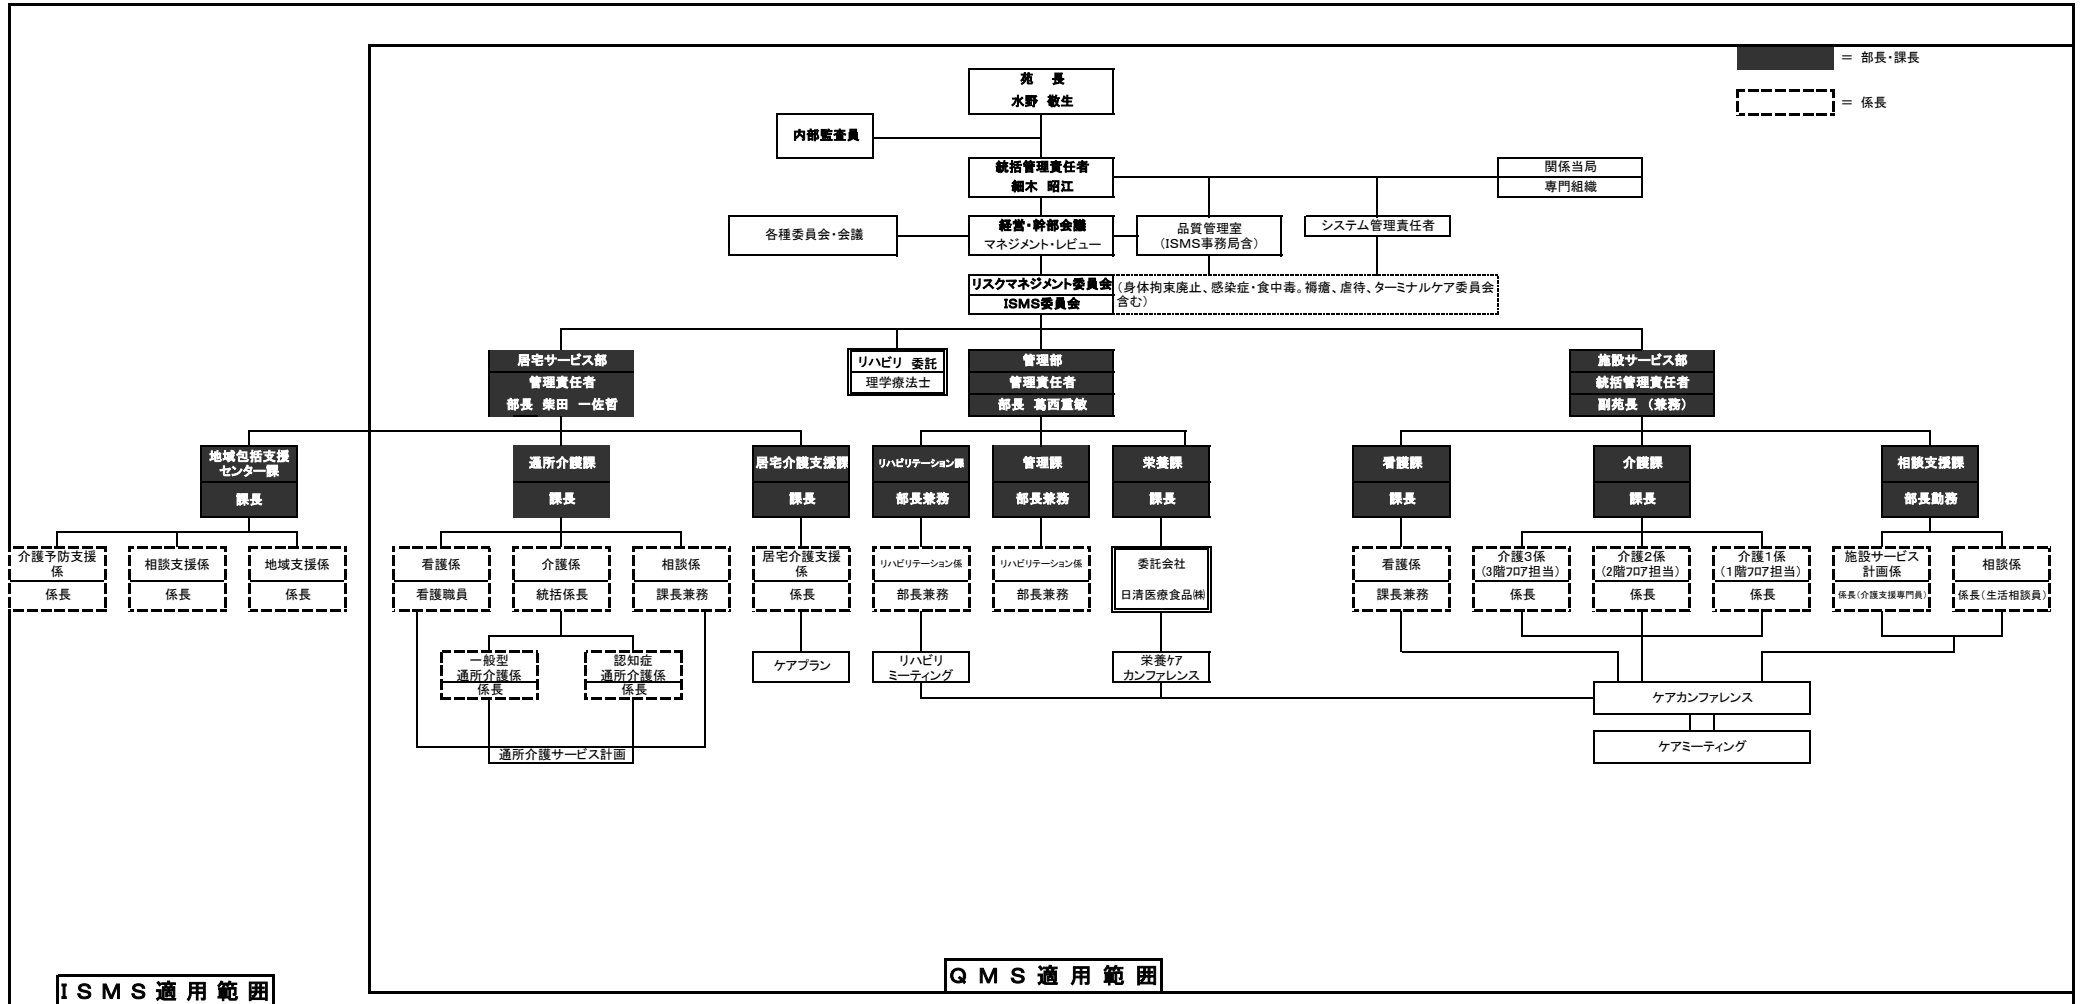 = 部長・課長
= 係長
苑 長
水野 敬生
内部監査員
統括管理責任者
細木 昭江
関係当局
専門組織
各種委員会・会議
経営・幹部会議
マネジメント・レビュー
品質管理室
(ISMS事務局含)
システム管理責任者
リスクマネジメント委員会
ISMS委員会
(身体拘束廃止、感染症・食中毒。褥瘡、虐待、ターミナルケア委員会
含む)
居宅サービス部
管理責任者
部長 柴田 一佐哲
リハビリ 委託
理学療法士
管理部
管理責任者
部長 葛西重敏
施設サービス部
統括管理責任者
副苑長 (兼務)
地域包括支援
センター課
課長
通所介護課
課長
居宅介護支援課
課長
リハビリテーション課
部長兼務
管理課
部長兼務
栄養課
課長
看護課
課長
介護課
課長
相談支援課
部長勤務
介護予防支援
係
係長
相談支援係
係長
地域支援係
係長
看護係
看護職員
介護係
統括係長
相談係
課長兼務
居宅介護支援
係
係長
リハビリテーション係
部長兼務
リハビリテーション係
部長兼務
委託会社
日清医療食品㈱
看護係
課長兼務
介護3係
(3階フロア担当)
係長
介護2係
(2階フロア担当)
係長
介護1係
(1階フロア担当)
係長
施設サービス
計画係
係長(介護支援専門員)
相談係
係長(生活相談員)
一般型
通所介護係
係長
認知症
通所介護係
係長
ケアプラン
リハビリ
ミーティング
栄養ケア
カンファレンス
ケアカンファレンス
ケアミーティング
通所介護サービス計画
QMS適用範囲
ISMS適用範囲